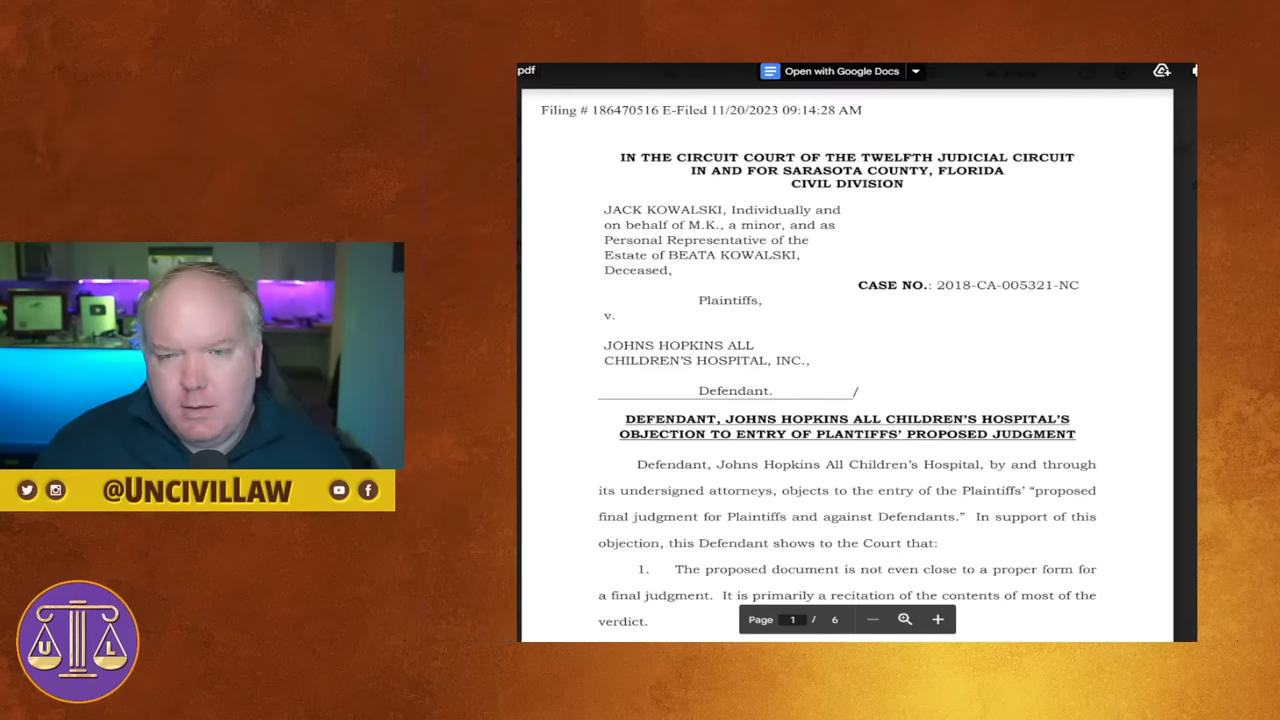 pdf
Open with Google Docs
Filing # 186470516 E-Filed 11/20/2023 09:14:28 AM
IN THE CIRCUIT COURT OF THE TWELFTH JUDICIAL CIRCUIT
IN AND FOR SARASOTA COUNTY, FLORIDA
CIVIL DIVISION
JACK KOWALSKI, Individually and
on behalf of M.K., a minor, and as
Personal Representative of the
Estate of BEATA KOWALSKI,
Deceased,
CASE NO.: 2018-CA-005321-NC
Plaintiffs,
v.
JOHNS HOPKINS ALL
CHILDREN'S HOSPITAL, INC.,
Defendant. /
DEFENDANT, JOHNS HOPKINS ALL CHILDREN'S HOSPITAL'S
OBJECTION TO ENTRY OF PLANTIFFS' PROPOSED JUDGMENT
Defendant, Johns Hopkins All Children's Hospital, by and through
its undersigned attorneys, objects to the entry of the Plaintiffs' "proposed
final judgment for Plaintiffs and against Defendants." In support of this
objection, this Defendant shows to the Court that:
1. The proposed document is not even close to a proper form for
a final judgment. It is primarily a recitation of the contents of most of the
verdict.
Page 1 / 6
@UNCIVILLAW
U L